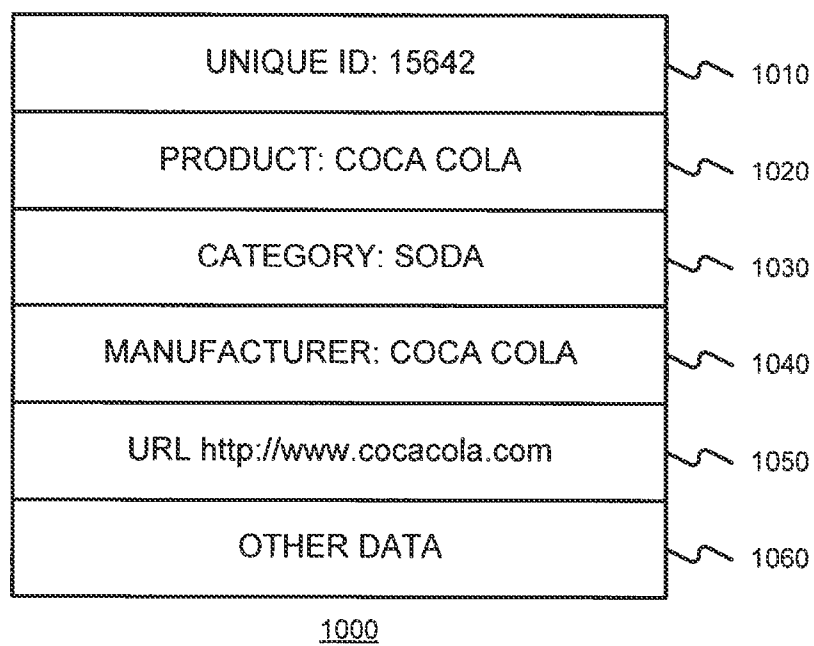 UNIQUE ID: 15642 1010
PRODUCT: COCA COLA 1020
CATEGORY: SODA 1030
MANUFACTURER: COCA COLA 1040
URL http://www.cocacola.com 1050
OTHER DATA 1060
1000